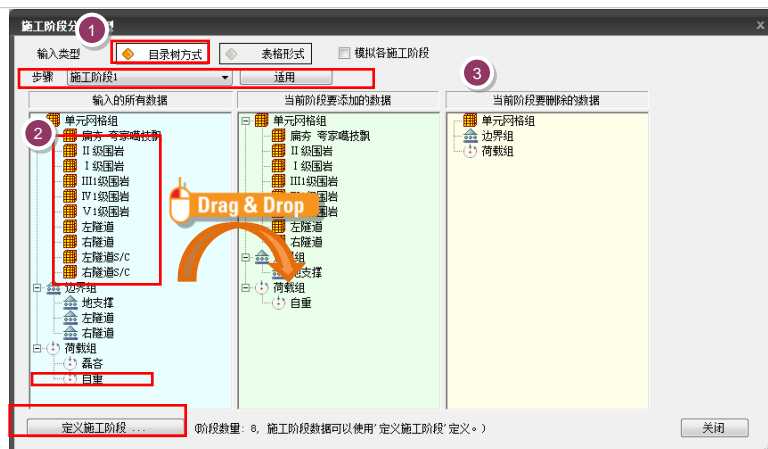 施工阶段分
1
x
输入类型
目录树方式
表格形式
模拟各施工阶段
步骤
施工阶段1
适用
3
输入的所有数据
当前阶段要添加的数据
当前阶段要删除的数据
2
单元网格组
II 级围岩
I 级围岩
III1级围岩
IV1级围岩
V1级围岩
左隧道
右隧道
左隧道S/C
右隧道S/C
边界组
地支撑
左隧道
右隧道
荷载组
自重
单元网格组
II 级围岩
I 级围岩
III1级围岩
左隧道
右隧道
荷载组
自重
单元网格组
边界组
荷载组
Drag & Drop
定义施工阶段 ...
(阶段数量: 8, 施工阶段数据可以使用'定义施工阶段'定义。)
关闭